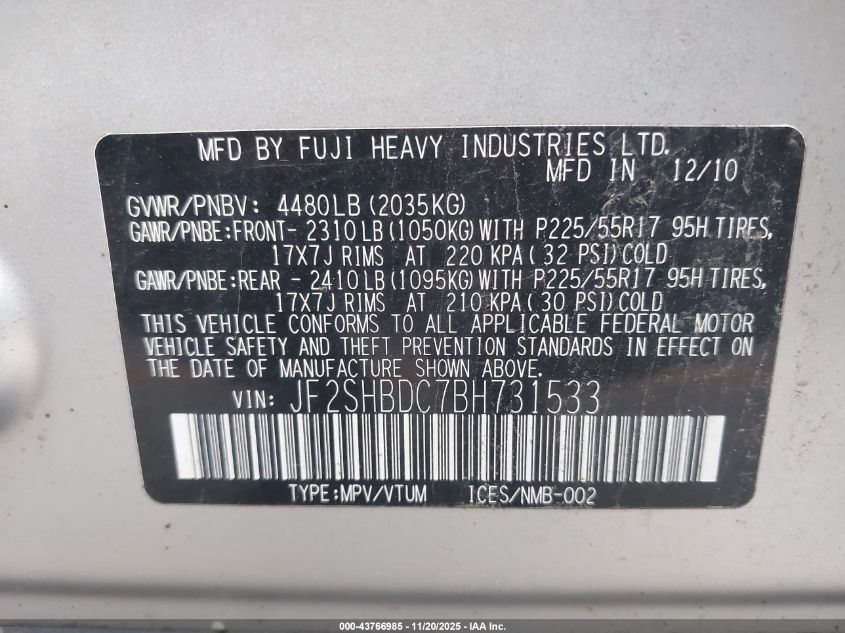 MFD BY FUJI HEAVY INDUSTRIES LTD.
MFD IN 12/10
GVWR/PNBV: 4480LB (2035KG)
GAWR/PNBE:FRONT- 2310LB(1050KG)WITH P225/55R17 95H TIRES,
17X7J RIMS AT 220 KPA(32 PSI)COLD
GAWR/PNBE:REAR - 2410LB(1095KG)WITH P225/55R17 95H TIRES,
17X7J RIMS AT 210 KPA(30 PSI)COLD
THIS VEHICLE CONFORMS TO ALL APPLICABLE FEDERAL MOTOR
VEHICLE SAFETY AND THEFT PREVENTION STANDARDS IN EFFECT ON
THE DATE OF MANUFACTURE SHOWN ABOVE.
VIN: JF2SHBDC7BH731533
TYPE:MPV/VTUM ICES/NMB-002
000-43766985 - 11/20/2025 - IAA Inc.